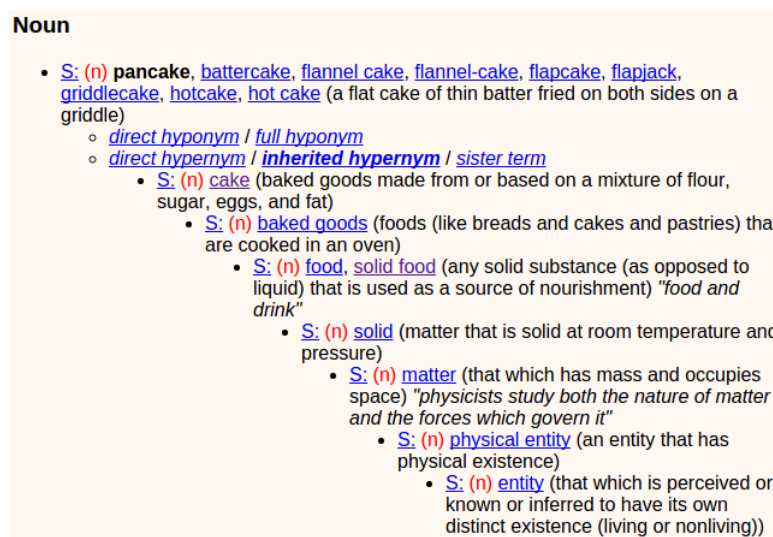 Noun
S: (n) pancake, battercake, flannel cake, flannel-cake, flapcake, flapjack,
griddlecake, hotcake, hot cake (a flat cake of thin batter fried on both sides on a
griddle)
direct hyponym / full hyponym
direct hypernym / inherited hypernym / sister term
S: (n) cake (baked goods made from or based on a mixture of flour,
sugar, eggs, and fat)
S: (n) baked goods (foods (like breads and cakes and pastries) tha
are cooked in an oven)
S: (n) food, solid food (any solid substance (as opposed to
liquid) that is used as a source of nourishment) "food and
drink"
S: (n) solid (matter that is solid at room temperature and
pressure)
S: (n) matter (that which has mass and occupies
space) "physicists study both the nature of matter
and the forces which govern it"
S: (n) physical entity (an entity that has
physical existence)
S: (n) entity (that which is perceived or
known or inferred to have its own
distinct existence (living or nonliving))